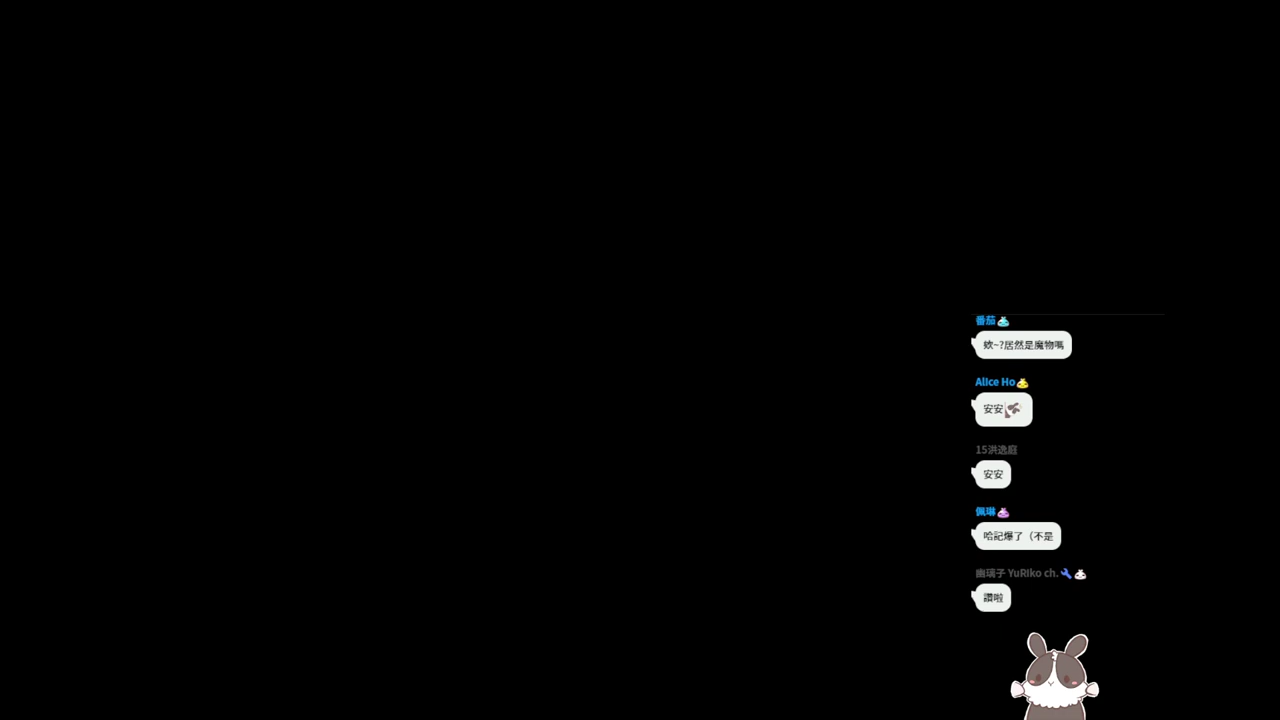 番茄
欸~?居然是魔物嗎
Alice Ho
安安
15洪逸庭
安安
佩琳
哈記爆了（不是
幽璃子 YuRIko ch.
讚啦